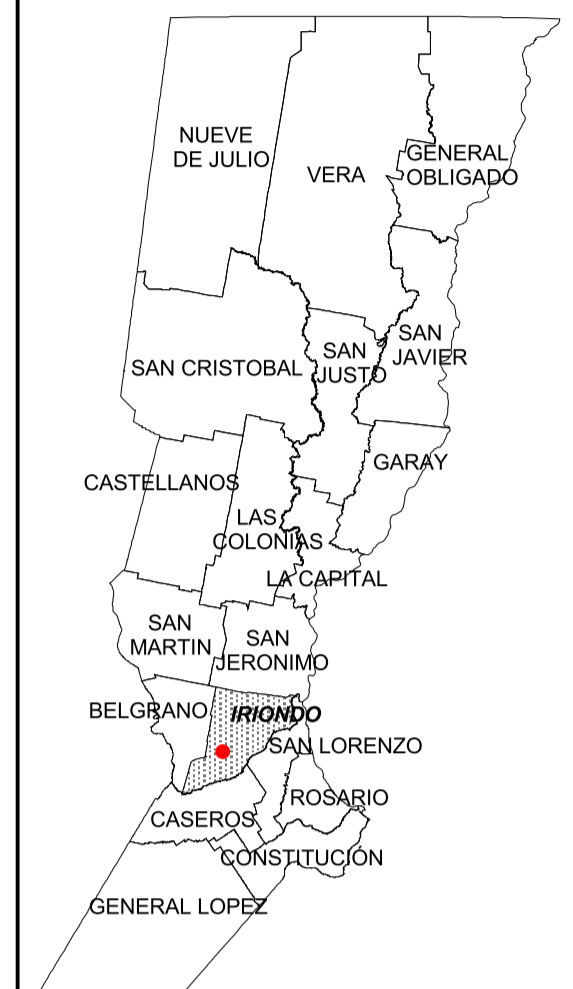 NUEVE
DE JULIO
VERA
GENERAL
OBLIGADO
SAN CRISTOBAL
SAN
JUSTO
SAN
JAVIER
CASTELLANOS
LAS
COLONIAS
GARAY
LA CAPITAL
SAN
MARTIN
SAN
JERONIMO
BELGRANO
IRIONDO
SAN LORENZO
ROSARIO
CASEROS
CONSTITUCIÓN
GENERAL LOPEZ